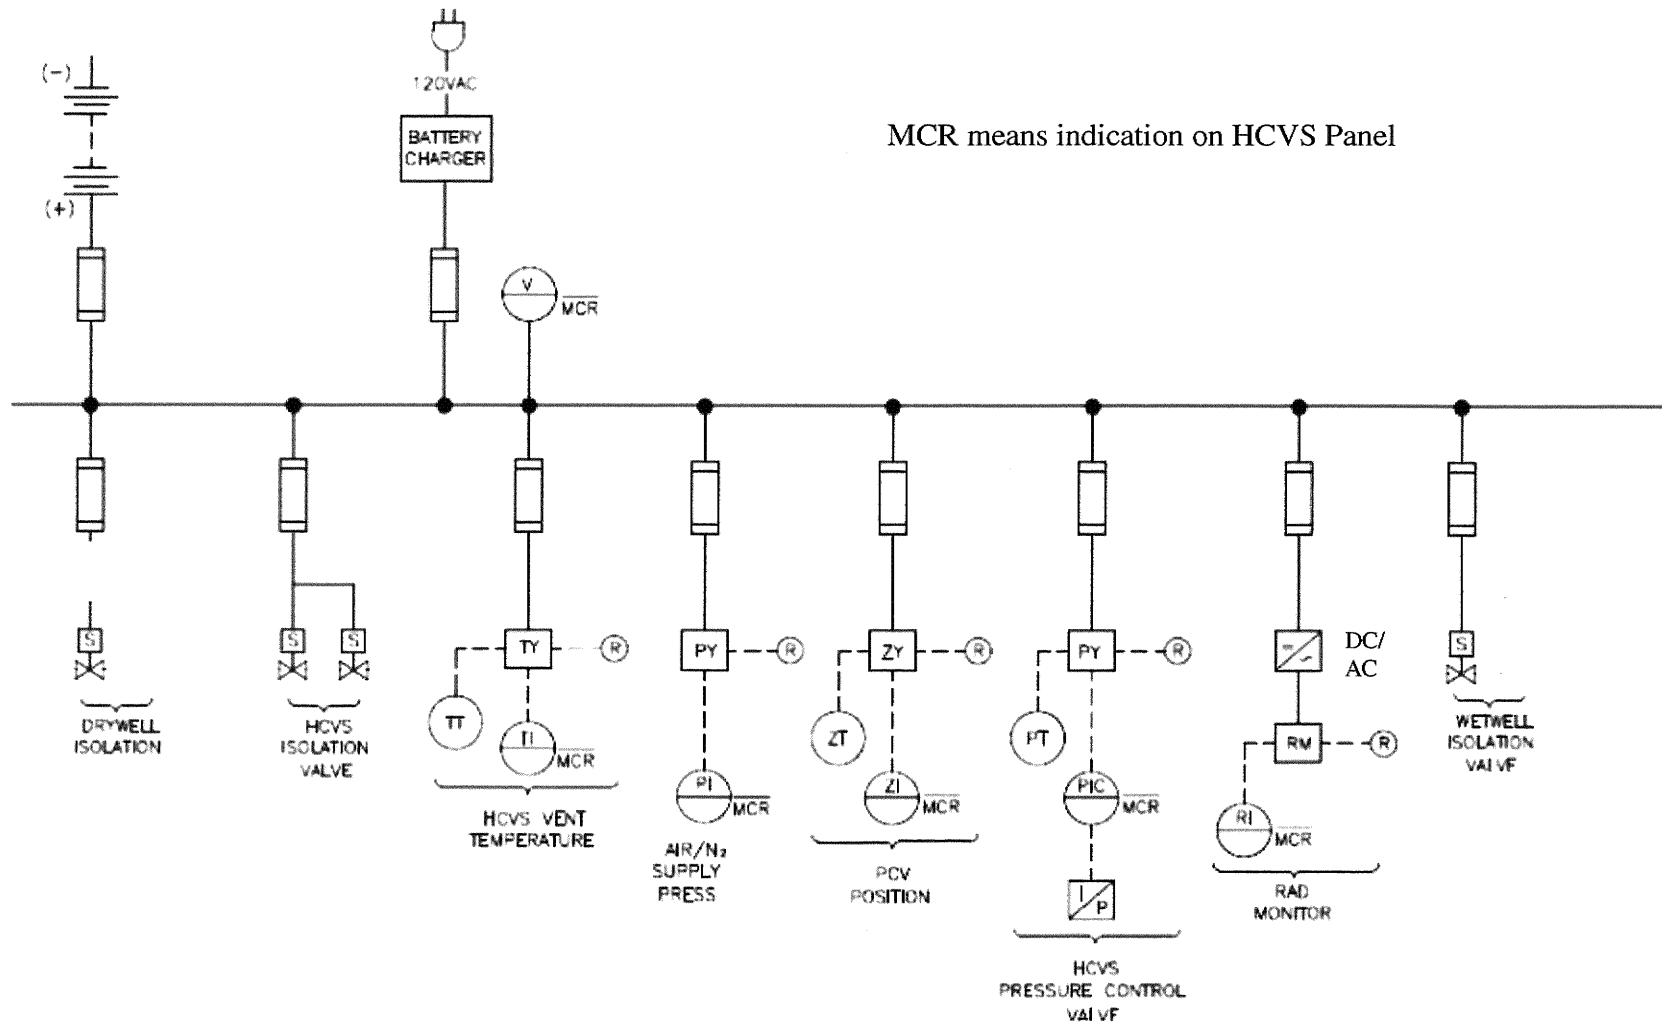 (-)
(+)
120VAC
BATTERY
CHARGER
MCR means indication on HCVS Panel
V
MCR
S
DRYWELL
ISOLATION
S
S
HCVS
ISOLATION
VALVE
TY
R
TT
TI
MCR
HCVS VENT
TEMPERATURE
PY
R
PI
MCR
AIR/N₂
SUPPLY
PRESS
ZY
R
ZT
ZI
MCR
PCV
POSITION
PY
R
PT
PIC
MCR
I/P
HCVS
PRESSURE CONTROL
VALVE
DC/
AC
RM
R
RI
MCR
RAD
MONITOR
S
WETWELL
ISOLATION
VALVE